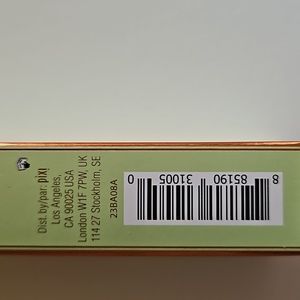 Dist. by/par: pixi
Los Angeles,
CA 90025 USA
London W1F 7PW, UK
114 27 Stockholm, SE
23BA08A
8 85190 31005 0